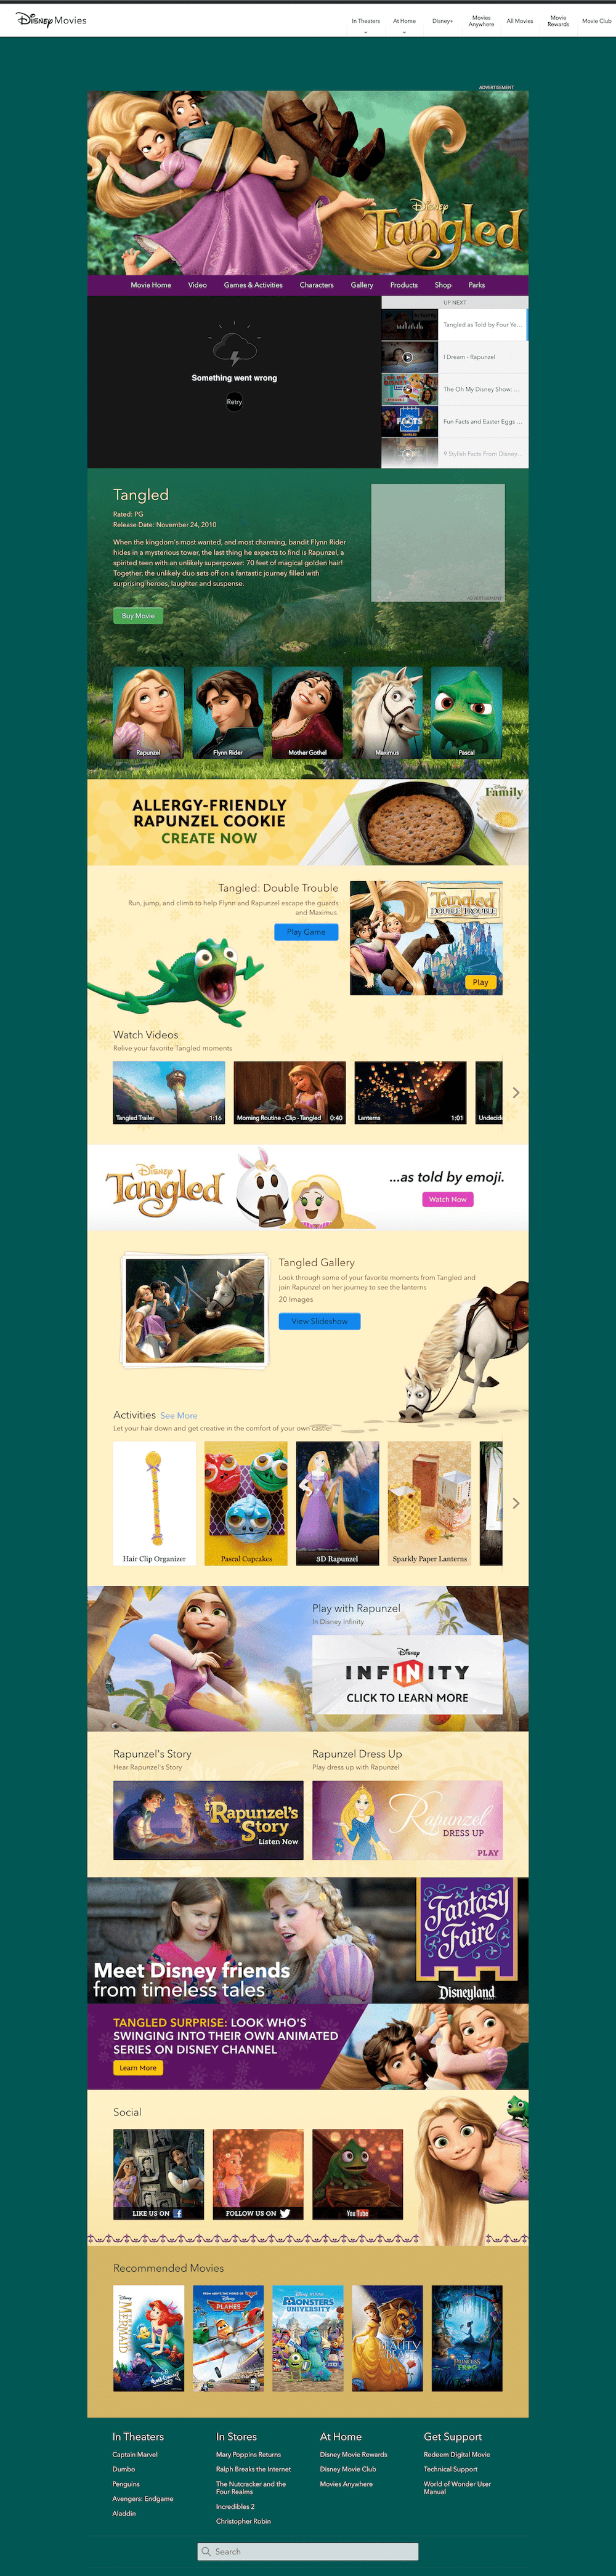 Disney Movies
In Theaters
At Home
Disney+
Movies
Anywhere
All Movies
Movie
Rewards
Movie Club
ADVERTISEMENT
Disney
Tangled
Movie Home
Video
Games & Activities
Characters
Gallery
Products
Shop
Parks
Something went wrong
Retry
UP NEXT
Tangled as Told by Four Ye...
I Dream - Rapunzel
The Oh My Disney Show: ...
FACTS
Fun Facts and Easter Eggs ...
9 Stylish Facts From Disney...
Tangled
Rated: PG
Release Date: November 24, 2010
When the kingdom's most wanted, and most charming, bandit Flynn Rider
hides in a mysterious tower, the last thing he expects to find is Rapunzel, a
spirited teen with an unlikely superpower: 70 feet of magical golden hair!
Together, the unlikely duo sets off on a fantastic journey filled with
surprising heroes, laughter and suspense.
Buy Movie
ADVERTISEMENT
Rapunzel
Flynn Rider
Mother Gothel
Maximus
Pascal
ALLERGY-FRIENDLY
RAPUNZEL COOKIE
CREATE NOW
Disney
Family
Tangled: Double Trouble
Run, jump, and climb to help Flynn and Rapunzel escape the guards
and Maximus.
Play Game
Tangled
DOUBLE TROUBLE
Play
Watch Videos
Relive your favorite Tangled moments
Tangled Trailer 1:16
Morning Routine - Clip - Tangled 0:40
Lanterns 1:01
Undecid
Disney
Tangled
...as told by emoji.
Watch Now
Tangled Gallery
Look through some of your favorite moments from Tangled and
join Rapunzel on her journey to see the lanterns
20 Images
View Slideshow
Activities See More
Let your hair down and get creative in the comfort of your own castle!
Hair Clip Organizer
Pascal Cupcakes
3D Rapunzel
Sparkly Paper Lanterns
Play with Rapunzel
In Disney Infinity
Disney
INFINITY
CLICK TO LEARN MORE
Rapunzel's Story
Hear Rapunzel's Story
Rapunzel's
Story
Listen Now
Rapunzel Dress Up
Play dress up with Rapunzel
Rapunzel
DRESS UP
PLAY
Meet Disney friends
from timeless tales
Fantasy
Faire
Disneyland
TANGLED SURPRISE: LOOK WHO'S
SWINGING INTO THEIR OWN ANIMATED
SERIES ON DISNEY CHANNEL
Learn More
Social
LIKE US ON
FOLLOW US ON
YouTube
Recommended Movies
Disney
MERMAID
PLANES
MONSTERS
UNIVERSITY
BEAUTY
BEAST
PRINCESS
FROG
In Theaters
Captain Marvel
Dumbo
Penguins
Avengers: Endgame
Aladdin
In Stores
Mary Poppins Returns
Ralph Breaks the Internet
The Nutcracker and the
Four Realms
Incredibles 2
Christopher Robin
At Home
Disney Movie Rewards
Disney Movie Club
Movies Anywhere
Get Support
Redeem Digital Movie
Technical Support
World of Wonder User
Manual
Search